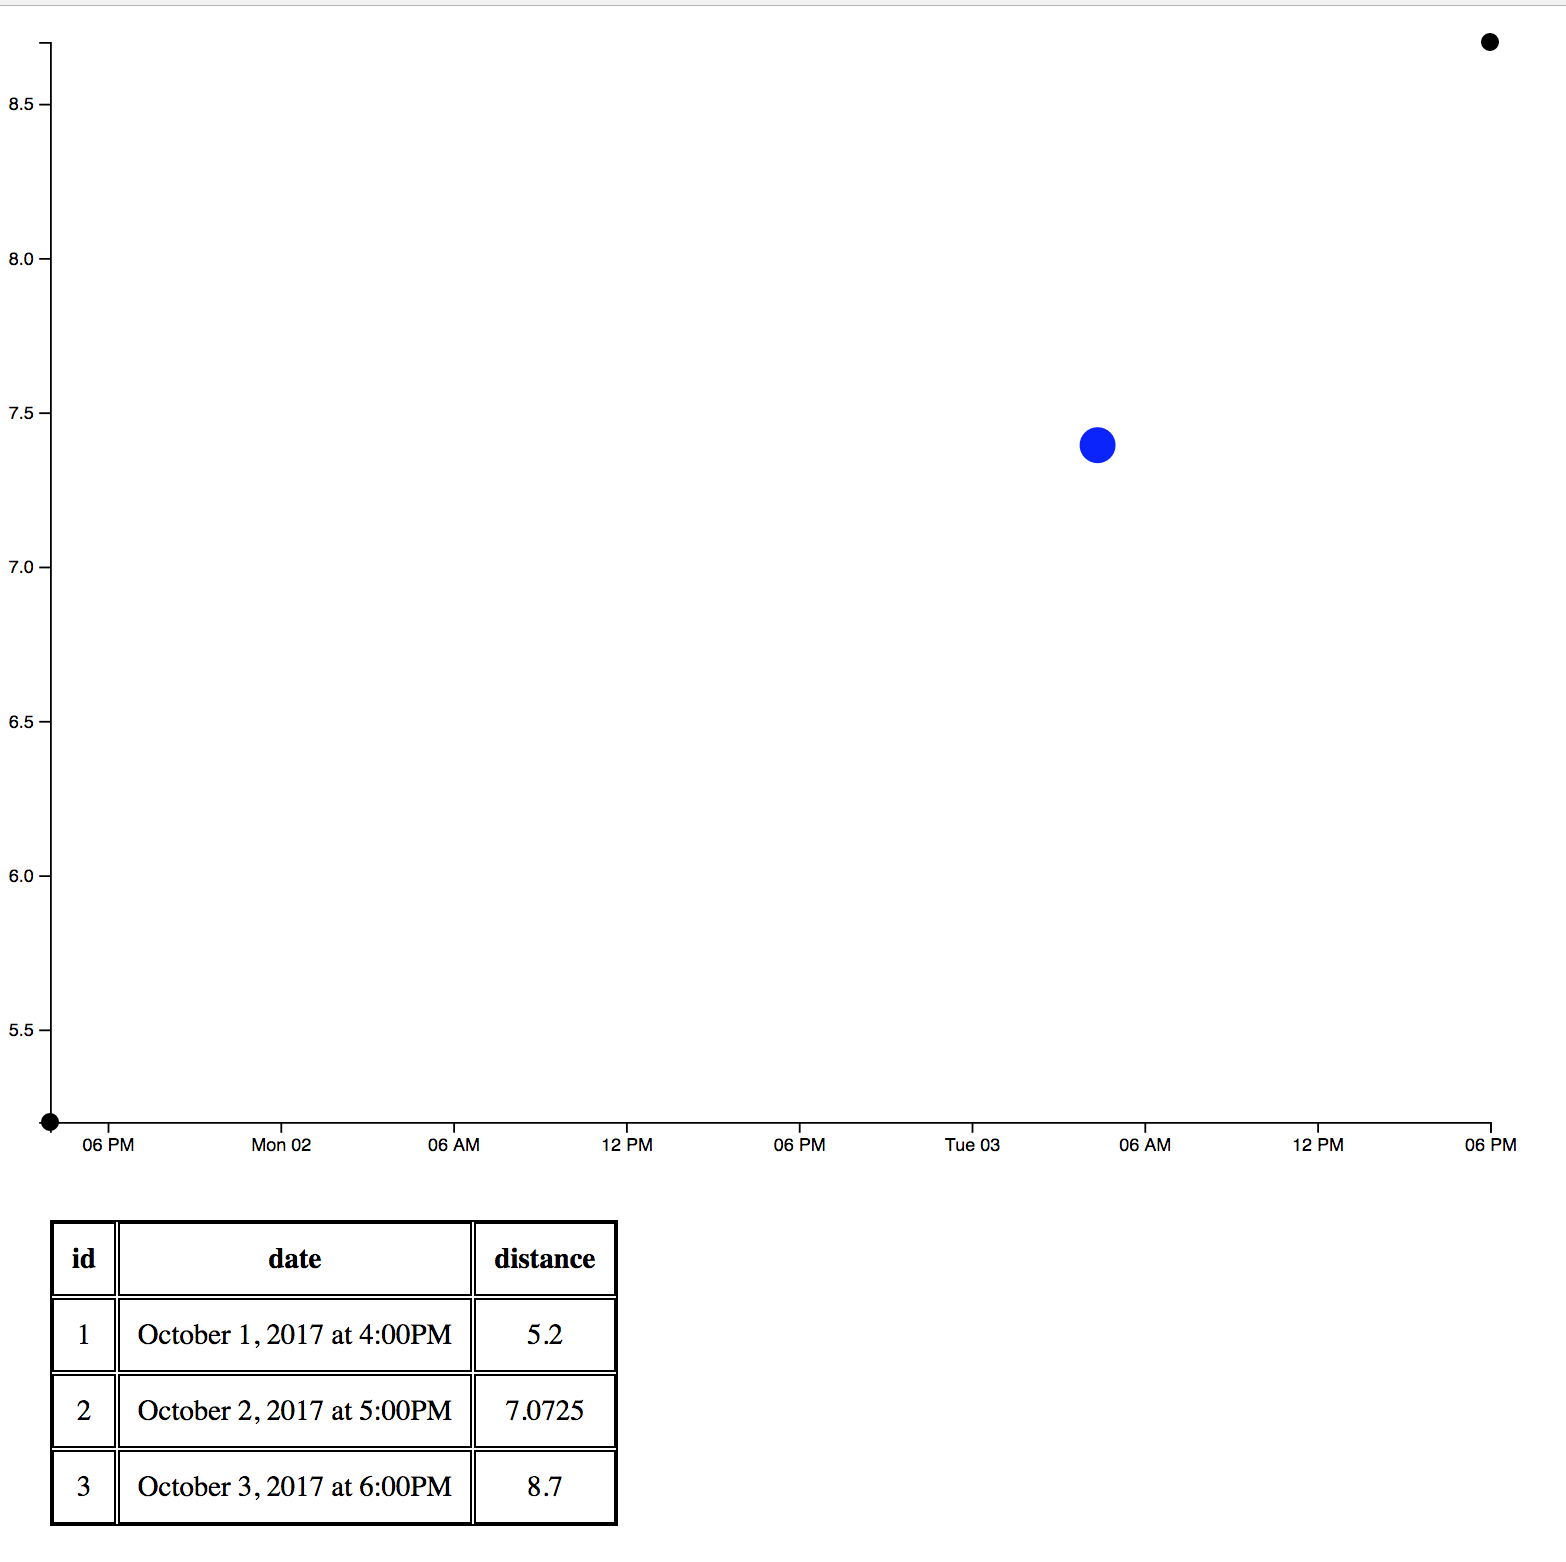 8.5
8.0
7.5
7.0
6.5
6.0
5.5
06 PM Mon 02 06 AM 12 PM 06 PM Tue 03 06 AM 12 PM 06 PM
id date distance
1 October 1, 2017 at 4:00PM 5.2
2 October 2, 2017 at 5:00PM 7.0725
3 October 3, 2017 at 6:00PM 8.7